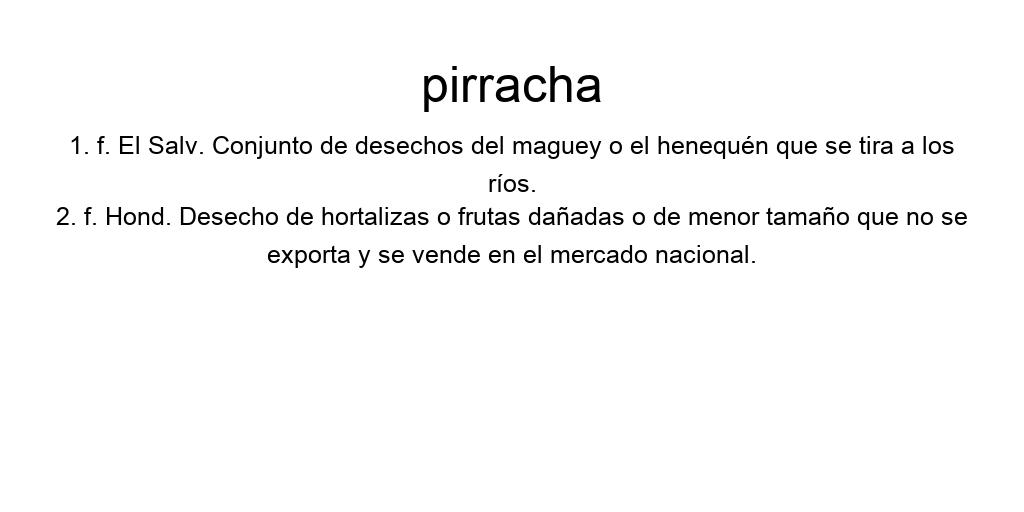 pirracha
1. f. El Salv. Conjunto de desechos del maguey o el henequén que se tira a los
ríos.
2. f. Hond. Desecho de hortalizas o frutas dañadas o de menor tamaño que no se
exporta y se vende en el mercado nacional.